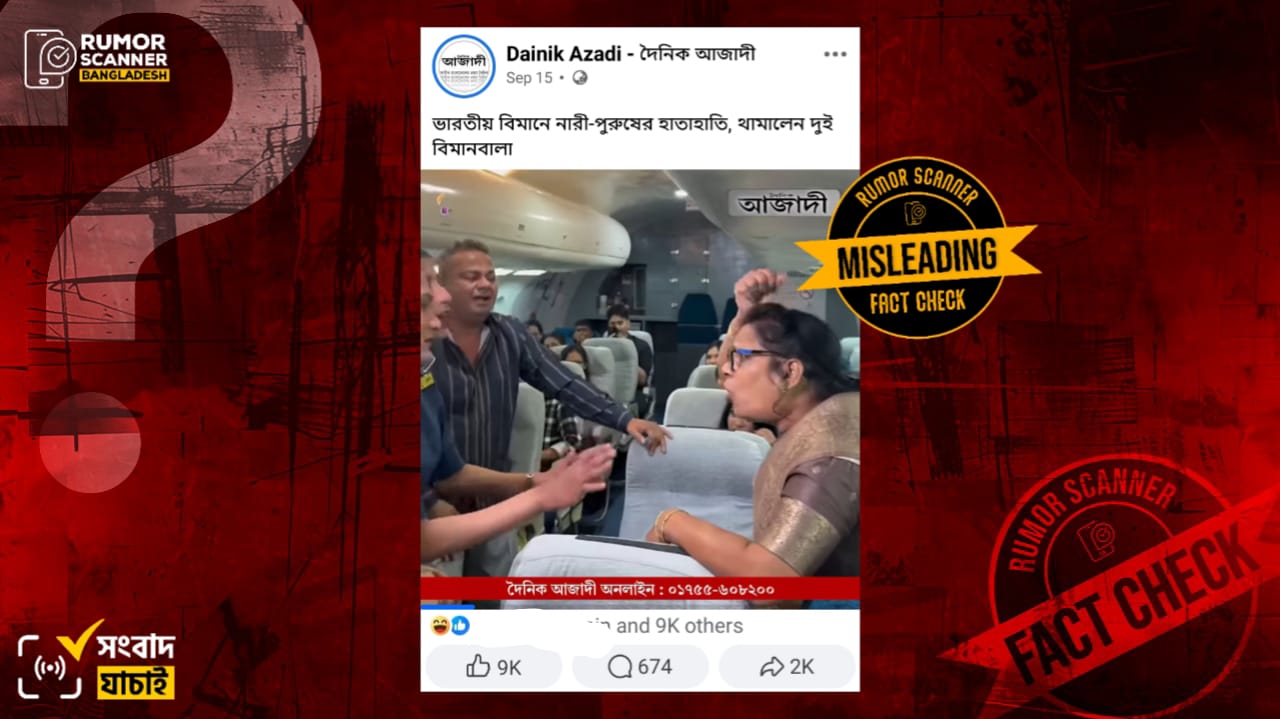 RUMOR
SCANNER
BANGLADESH
Dainik Azadi - দৈনিক আজাদী
Sep 15
ভারতীয় বিমানে নারী-পুরুষের হাতাহাতি, থামালেন দুই
বিমানবালা
দৈনিক
আজাদী
RUMOR SCANNER
MISLEADING
FACT CHECK
দৈনিক আজাদী অনলাইন : ০১৭৫৫-৬০৮২০০
and 9K others
9K
674
2K
সংবাদ
যাচাই
RUMOR SCANNER
FACT CHECK